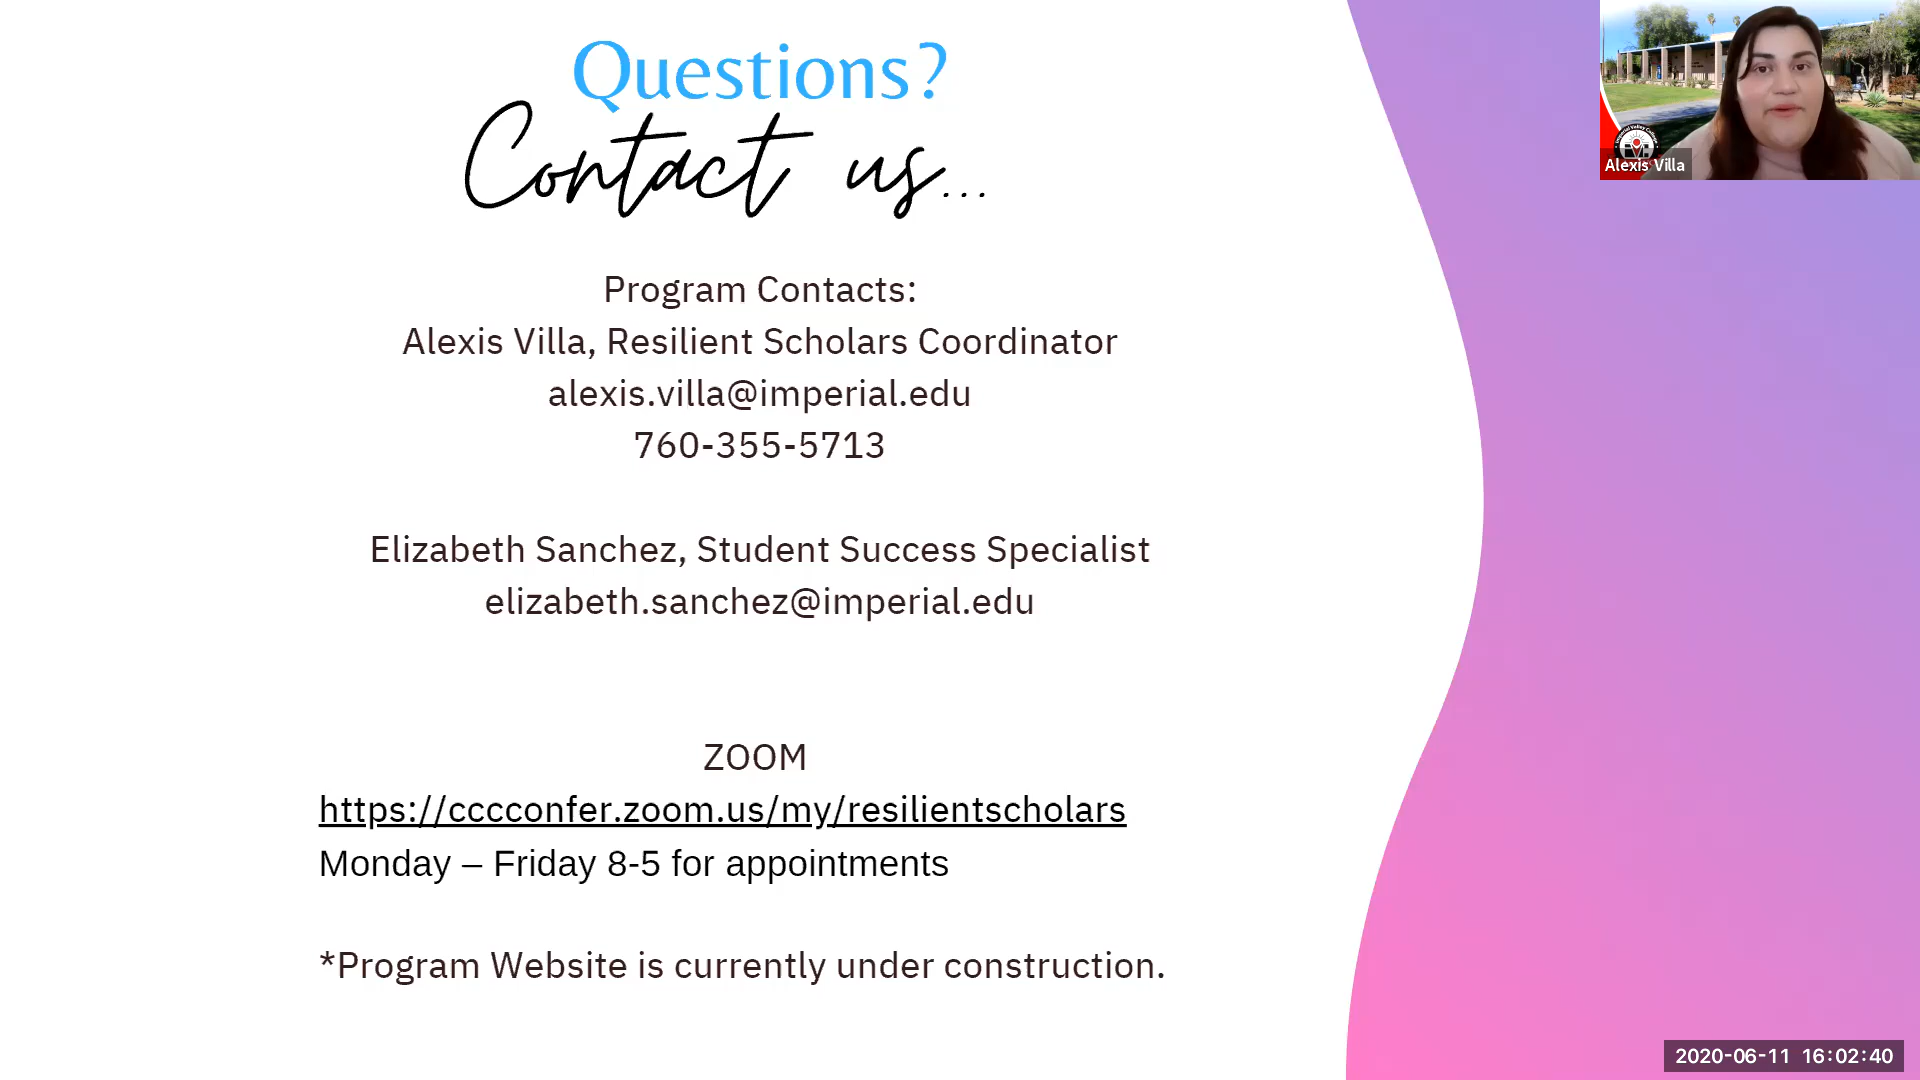 Questions?
Contact us...
Program Contacts:
Alexis Villa, Resilient Scholars Coordinator
alexis.villa@imperial.edu
760-355-5713
Elizabeth Sanchez, Student Success Specialist
elizabeth.sanchez@imperial.edu
ZOOM
https://cccconfer.zoom.us/my/resilientscholars
Monday – Friday 8-5 for appointments
*Program Website is currently under construction.
Alexis Villa
2020-06-11 16:02:40